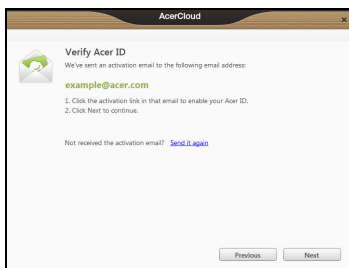 AcerCloud
Verify Acer ID
We've sent an activation email to the following email address:
example@acer.com
1. Click the activation link in that email to enable your Acer ID.
2. Click Next to continue.
Not received the activation email? Send it again
Previous Next